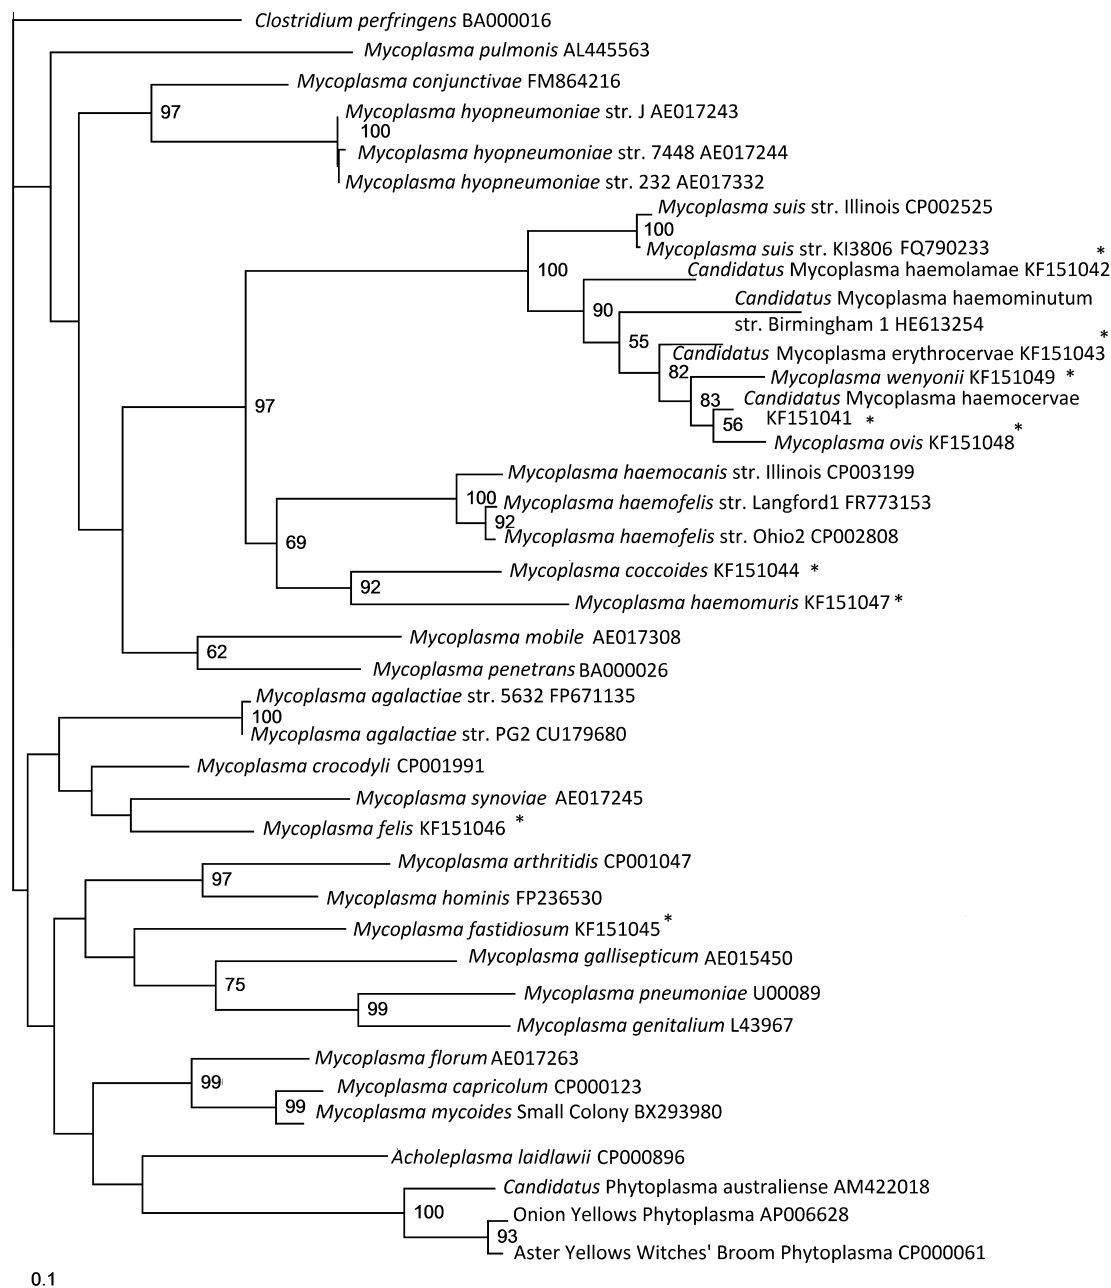 Clostridium perfringens BA000016
Mycoplasma pulmonis AL445563
Mycoplasma conjunctivae FM864216
97
Mycoplasma hyopneumoniae str. J AE017243
100
Mycoplasma hyopneumoniae str. 7448 AE017244
Mycoplasma hyopneumoniae str. 232 AE017332
Mycoplasma suis str. Illinois CP002525
100
Mycoplasma suis str. KI3806 FQ790233
*
100
Candidatus Mycoplasma haemolamae KF151042
90
Candidatus Mycoplasma haemominutum
str. Birmingham 1 HE613254
*
55
Candidatus Mycoplasma erythrocervae KF151043
82
Mycoplasma wenyonii KF151049 *
83
Candidatus Mycoplasma haemocervae
KF151041 *
56
*
Mycoplasma ovis KF151048
97
Mycoplasma haemocanis str. Illinois CP003199
100
Mycoplasma haemofelis str. Langford1 FR773153
92
Mycoplasma haemofelis str. Ohio2 CP002808
69
Mycoplasma coccoides KF151044 *
92
Mycoplasma haemomuris KF151047 *
Mycoplasma mobile AE017308
62
Mycoplasma penetrans BA000026
Mycoplasma agalactiae str. 5632 FP671135
100
Mycoplasma agalactiae str. PG2 CU179680
Mycoplasma crocodyli CP001991
Mycoplasma synoviae AE017245
Mycoplasma felis KF151046 *
Mycoplasma arthritidis CP001047
97
Mycoplasma hominis FP236530
Mycoplasma fastidiosum KF151045 *
Mycoplasma gallisepticum AE015450
75
Mycoplasma pneumoniae U00089
99
Mycoplasma genitalium L43967
Mycoplasma florum AE017263
99
Mycoplasma capricolum CP000123
99
Mycoplasma mycoides Small Colony BX293980
Acholeplasma laidlawii CP000896
Candidatus Phytoplasma australiense AM422018
100
Onion Yellows Phytoplasma AP006628
93
Aster Yellows Witches' Broom Phytoplasma CP000061
0.1